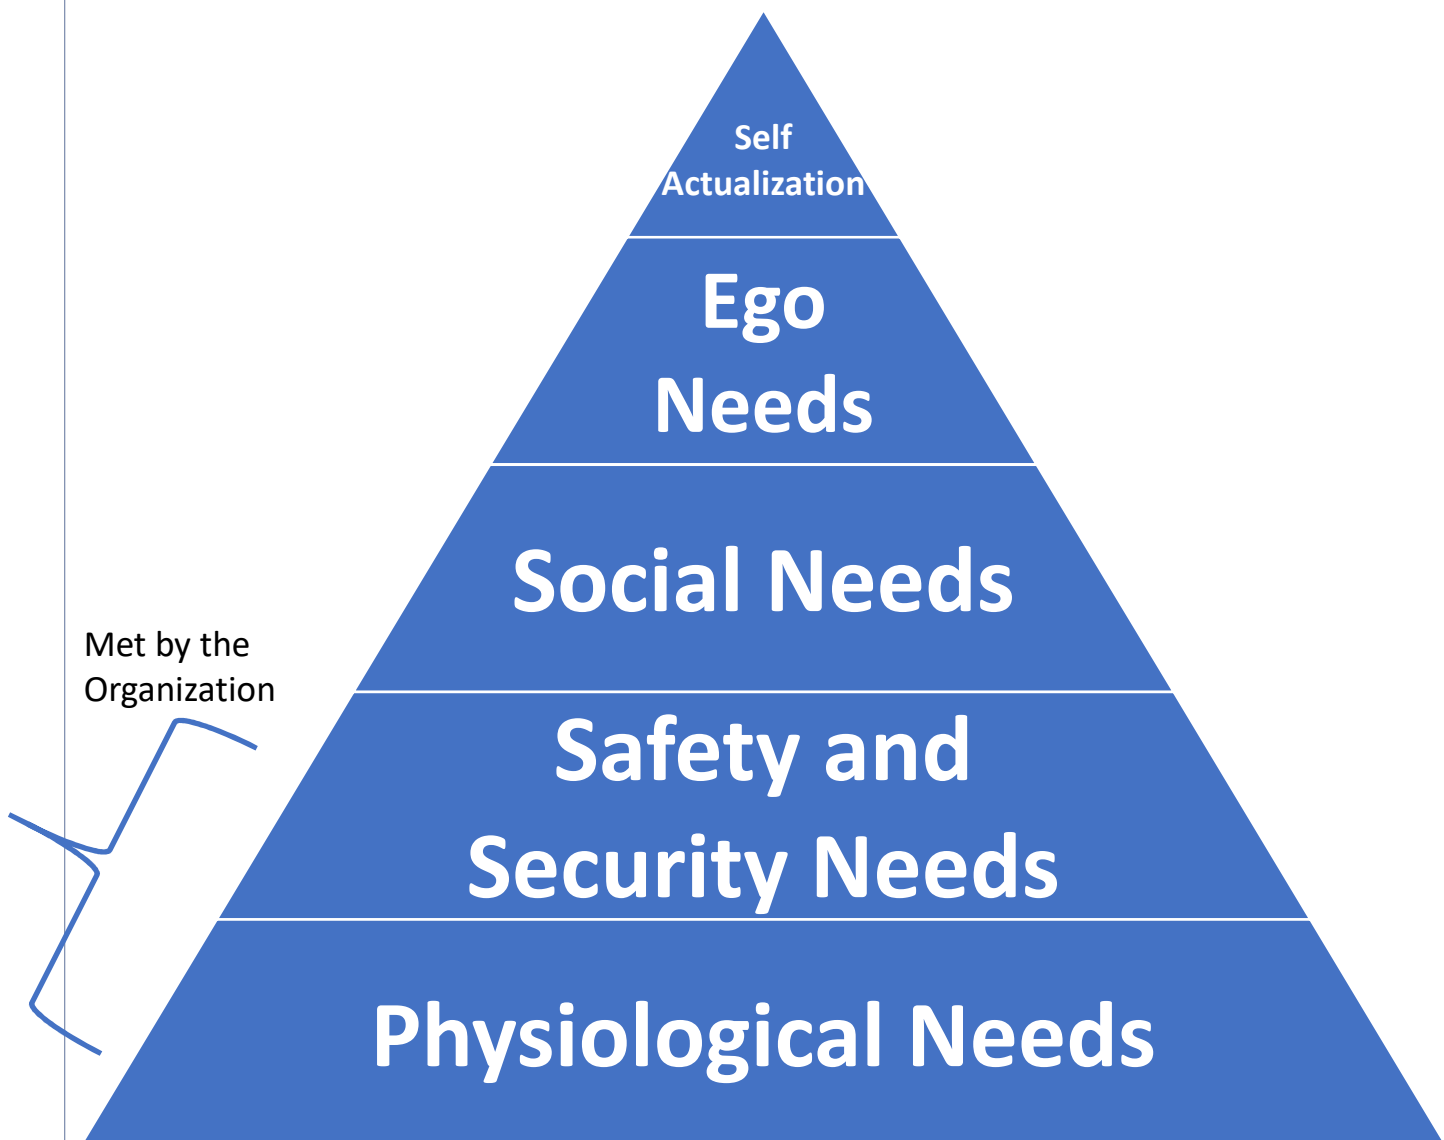 Self
Actualization
Ego
Needs
Social Needs
Met by the
Organization
Safety and
Security Needs
Physiological Needs